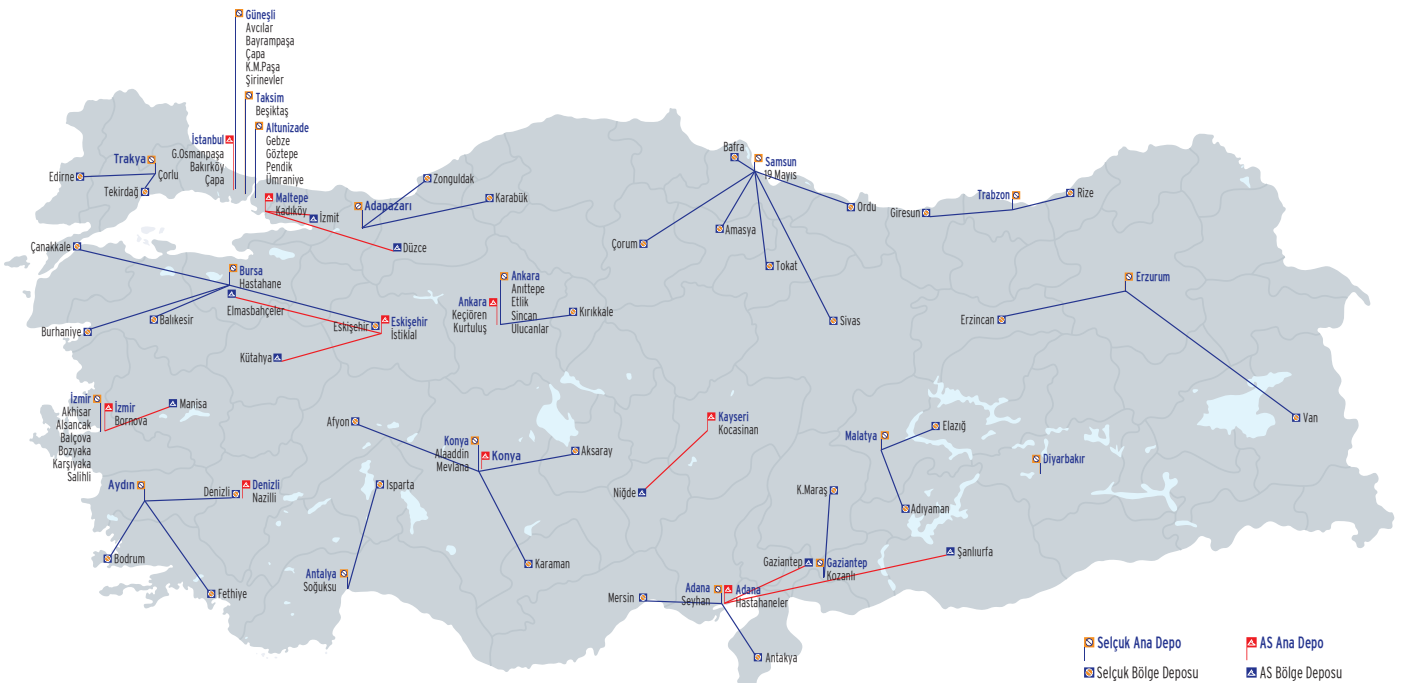 Güneşli
Avcılar
Bayrampaşa
Çapa
K.M.Paşa
Şirinevler
Taksim
Beşiktaş
Altunizade
Gebze
Göztepe
Pendik
Ümraniye
İstanbul
G.Osmanpaşa
Bakırköy
Çapa
Trakya
Çorlu
Edirne
Tekirdağ
Maltepe
Kadıköy
İzmit
Adapazarı
Zonguldak
Karabük
Düzce
Bafra
Samsun
19 Mayıs
Ordu
Çorum
Amasya
Tokat
Sivas
Trabzon
Giresun
Rize
Çanakkale
Bursa
Hastahane
Elmasbahçeler
Burhaniye
Balıkesir
Eskişehir
Eskişehir
İstiklal
Kütahya
Ankara
Anıttepe
Etlik
Sincan
Ulucanlar
Ankara
Keçiören
Kurtuluş
Kırıkkale
Erzurum
Erzincan
Van
İzmir
Akhisar
Alsancak
Balçova
Bozyaka
Karşıyaka
Salihli
İzmir
Bornova
Manisa
Afyon
Konya
Alaaddin
Mevlana
Konya
Aksaray
Karaman
Kayseri
Kocasinan
Niğde
Malatya
Elazığ
Adıyaman
Diyarbakır
Aydın
Denizli
Denizli
Nazilli
Bodrum
Fethiye
Isparta
Antalya
Soğuksu
K.Maraş
Gaziantep
Gaziantep
Kozanlı
Şanlıurfa
Mersin
Adana
Seyhan
Adana
Hastahaneler
Antakya
Selçuk Ana Depo
AS Ana Depo
Selçuk Bölge Deposu
AS Bölge Deposu